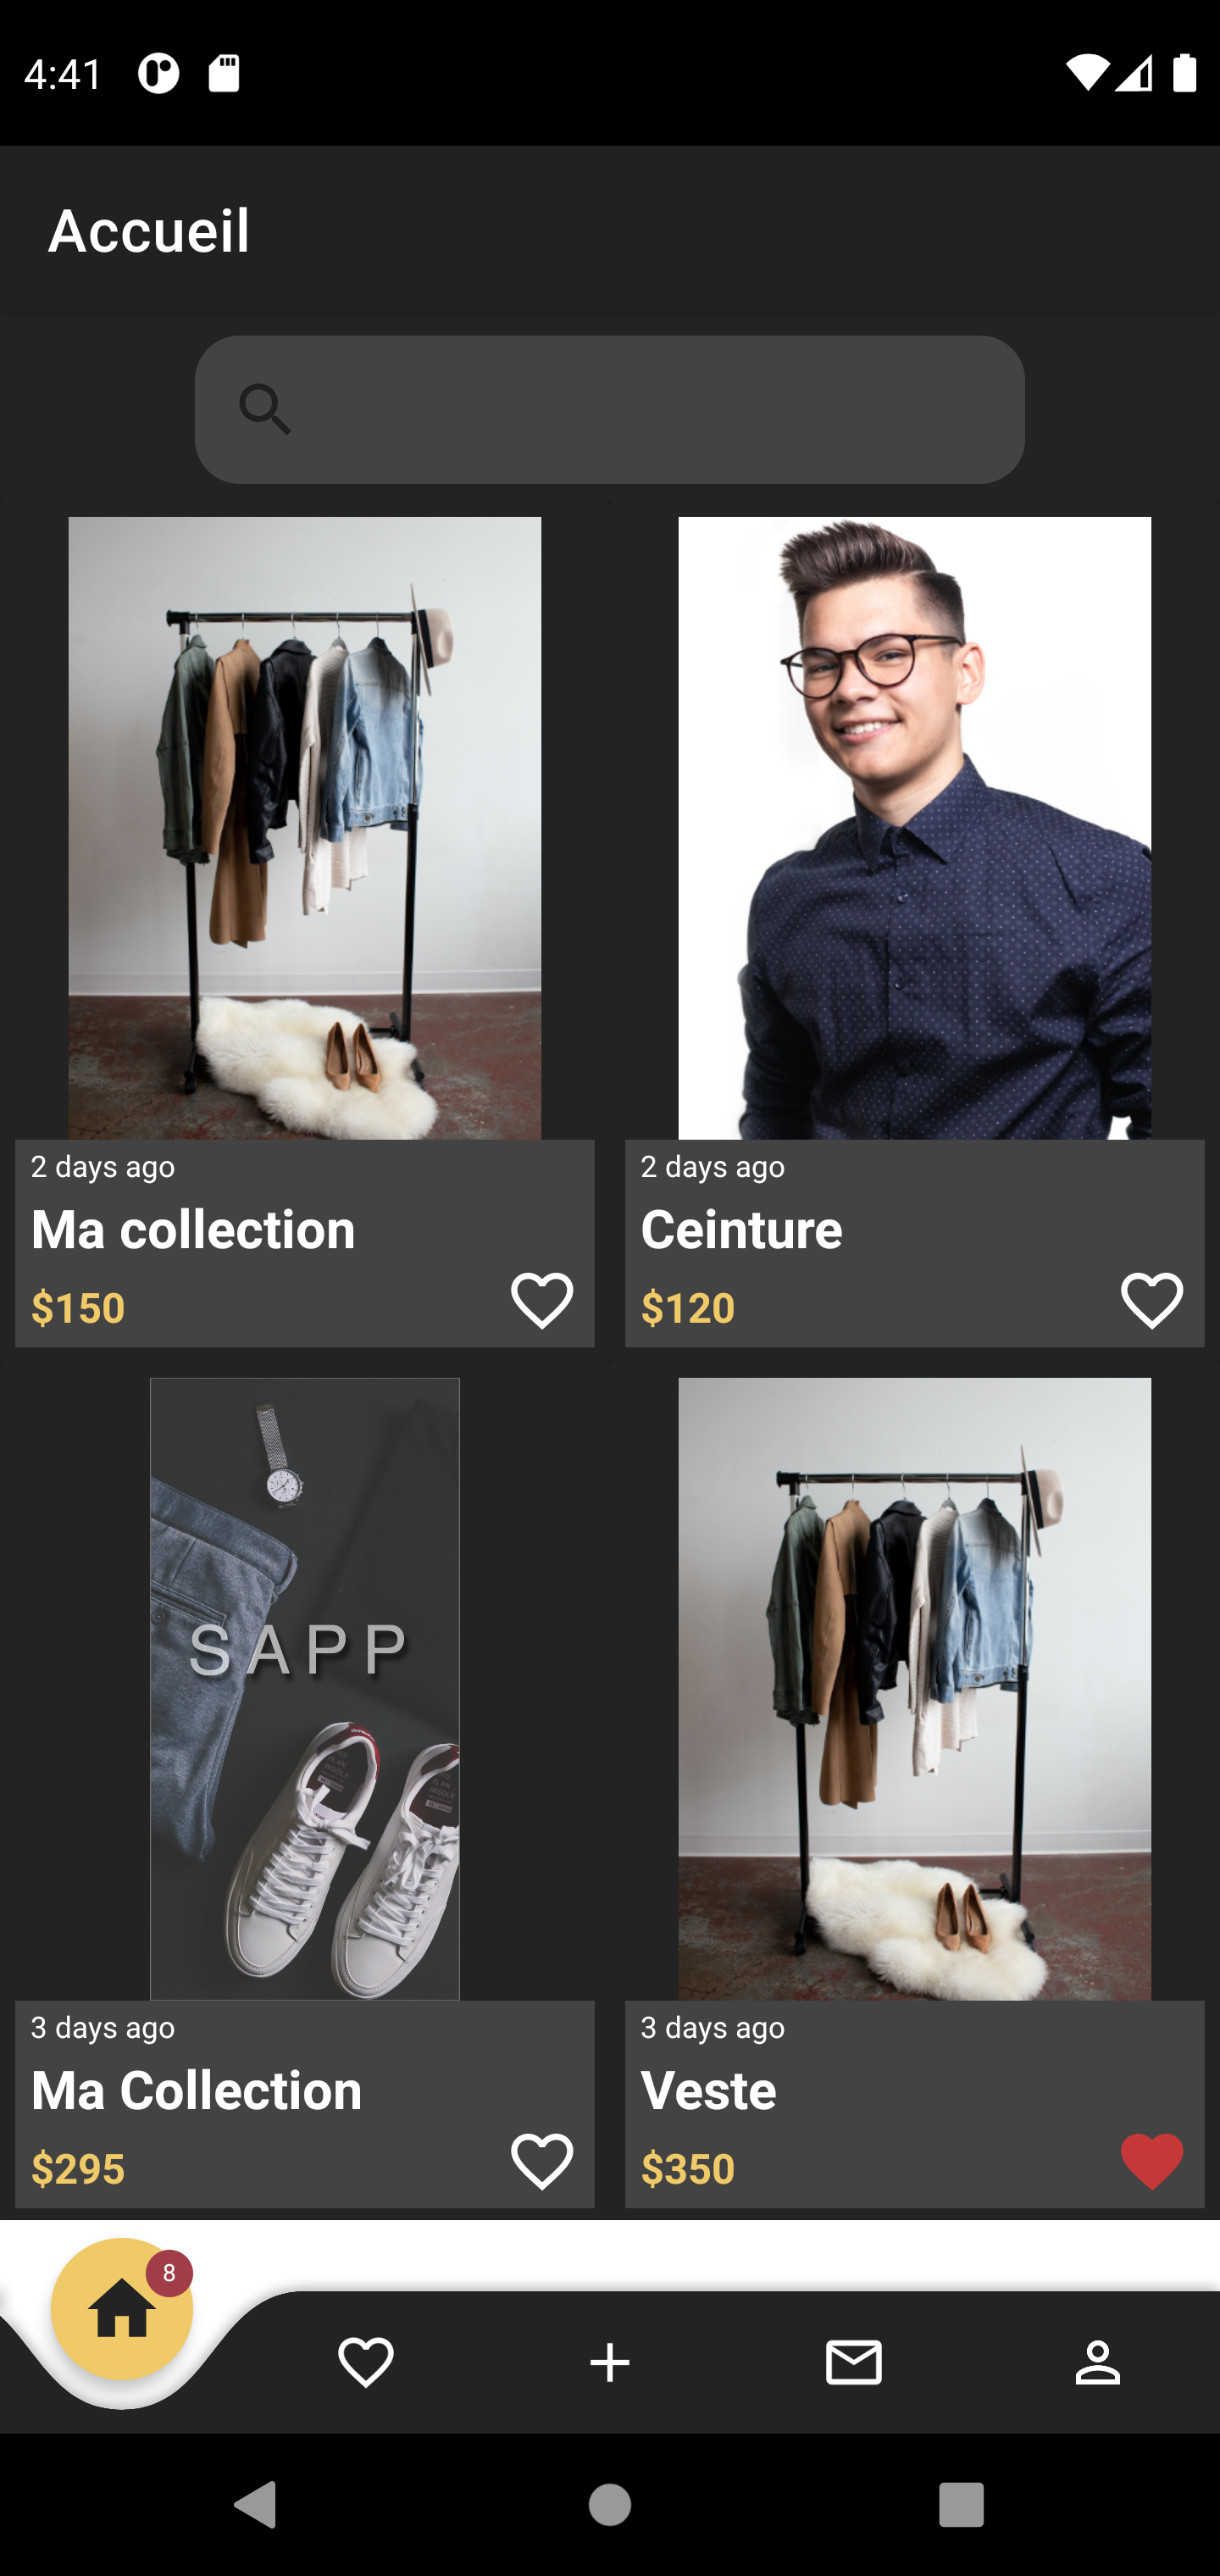 4:41
Accueil
2 days ago
Ma collection
$150
2 days ago
Ceinture
$120
SAPP
3 days ago
Ma Collection
$295
3 days ago
Veste
$350
8